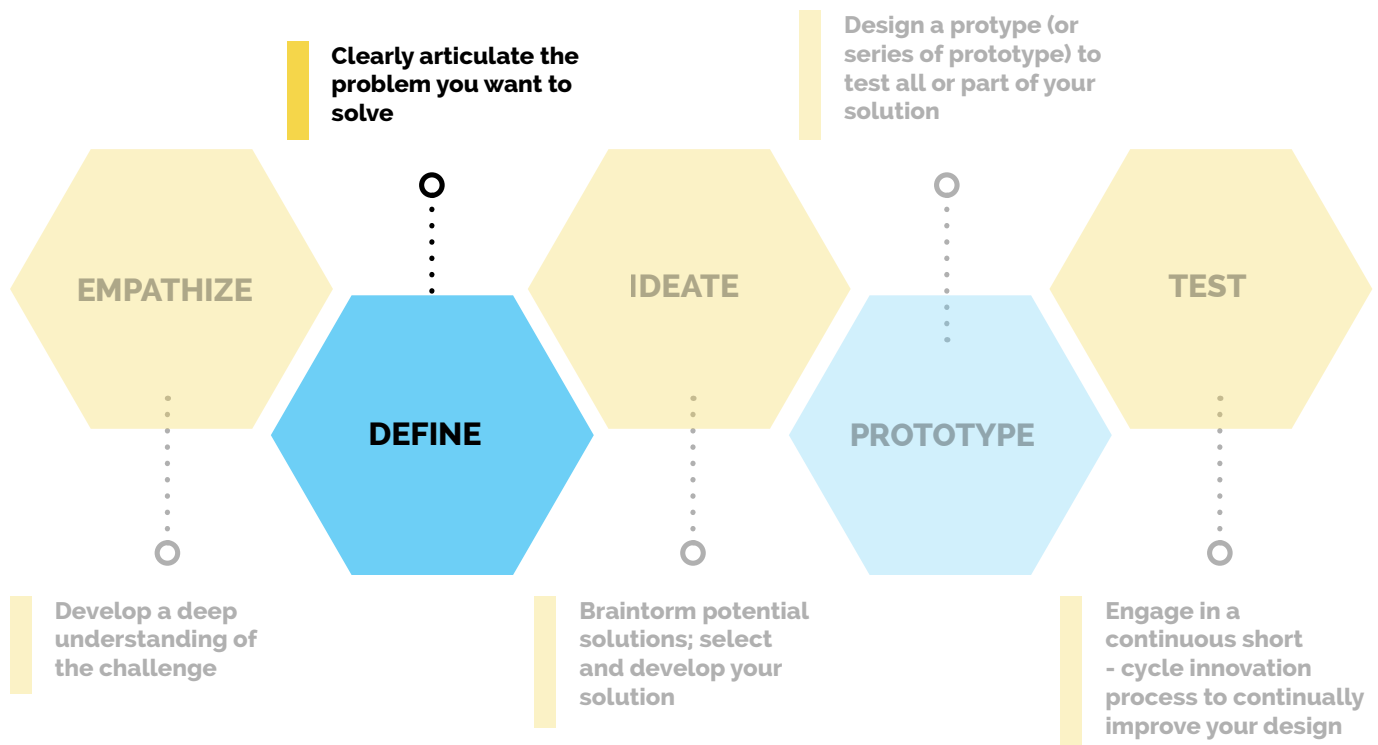 Clearly articulate the
problem you want to
solve
Design a protype (or
series of prototype) to
test all or part of your
solution
EMPATHIZE
DEFINE
IDEATE
PROTOTYPE
TEST
Develop a deep
understanding of
the challenge
Braintorm potential
solutions; select
and develop your
solution
Engage in a
continuous short
- cycle innovation
process to continually
improve your design